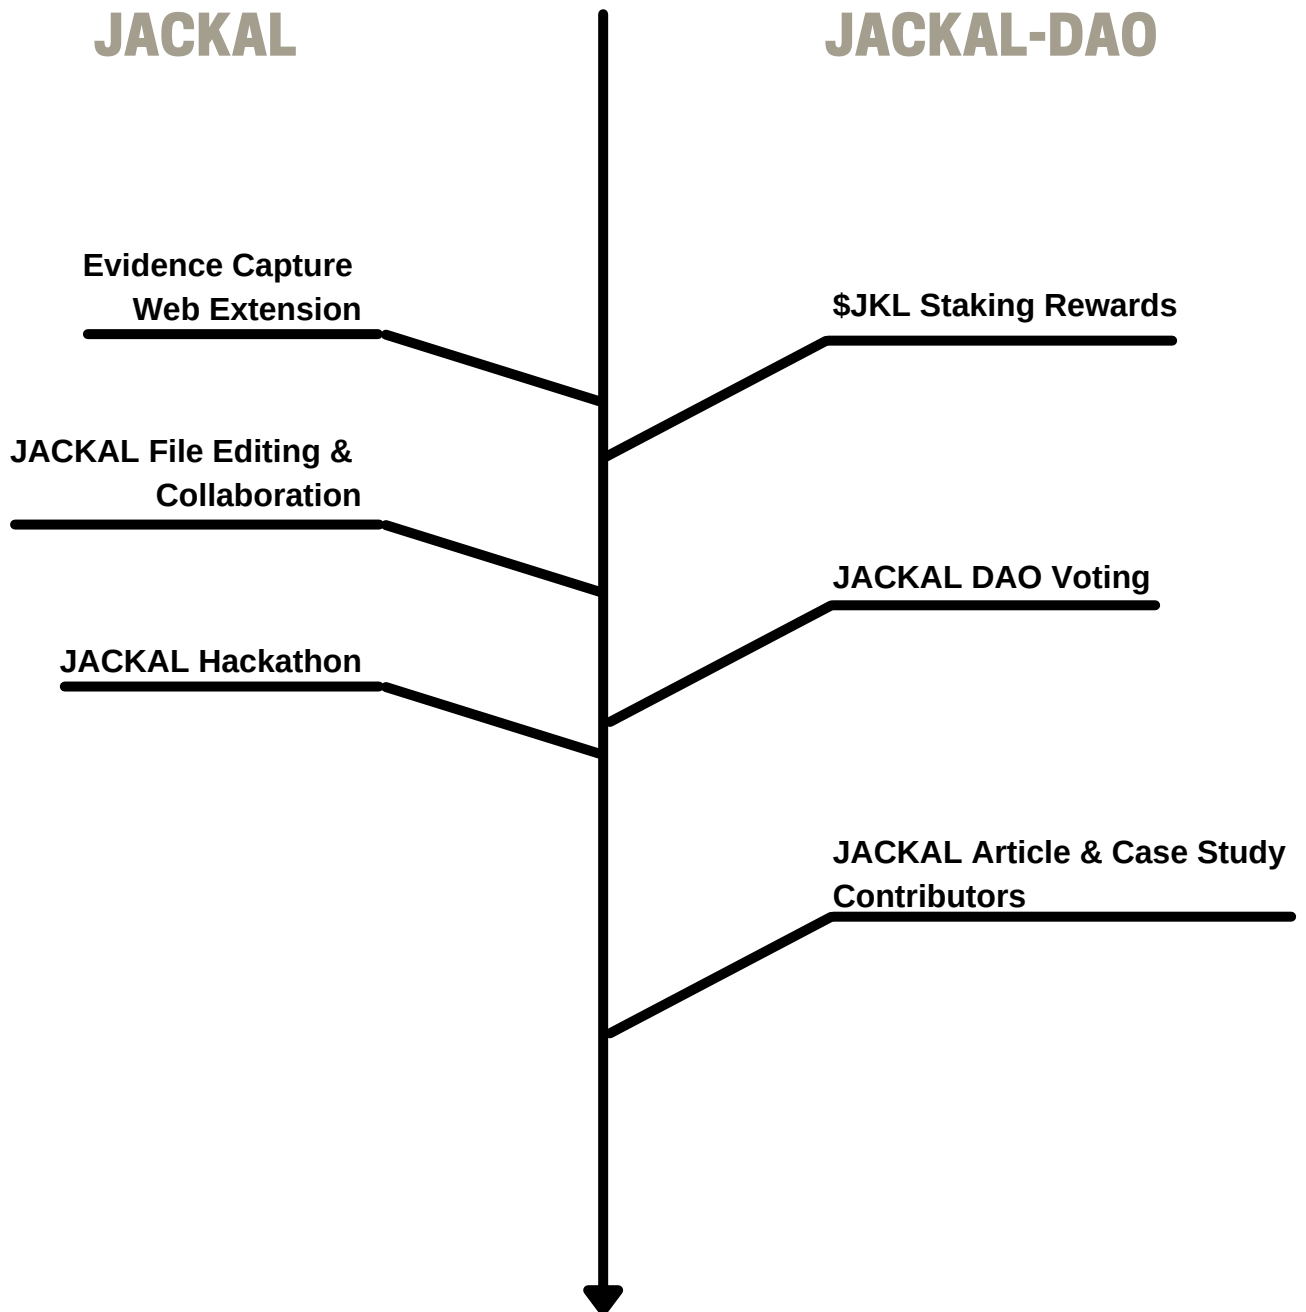 JACKAL
JACKAL-DAO
Evidence Capture
Web Extension
$JKL Staking Rewards
JACKAL File Editing &
Collaboration
JACKAL DAO Voting
JACKAL Hackathon
JACKAL Article & Case Study
Contributors